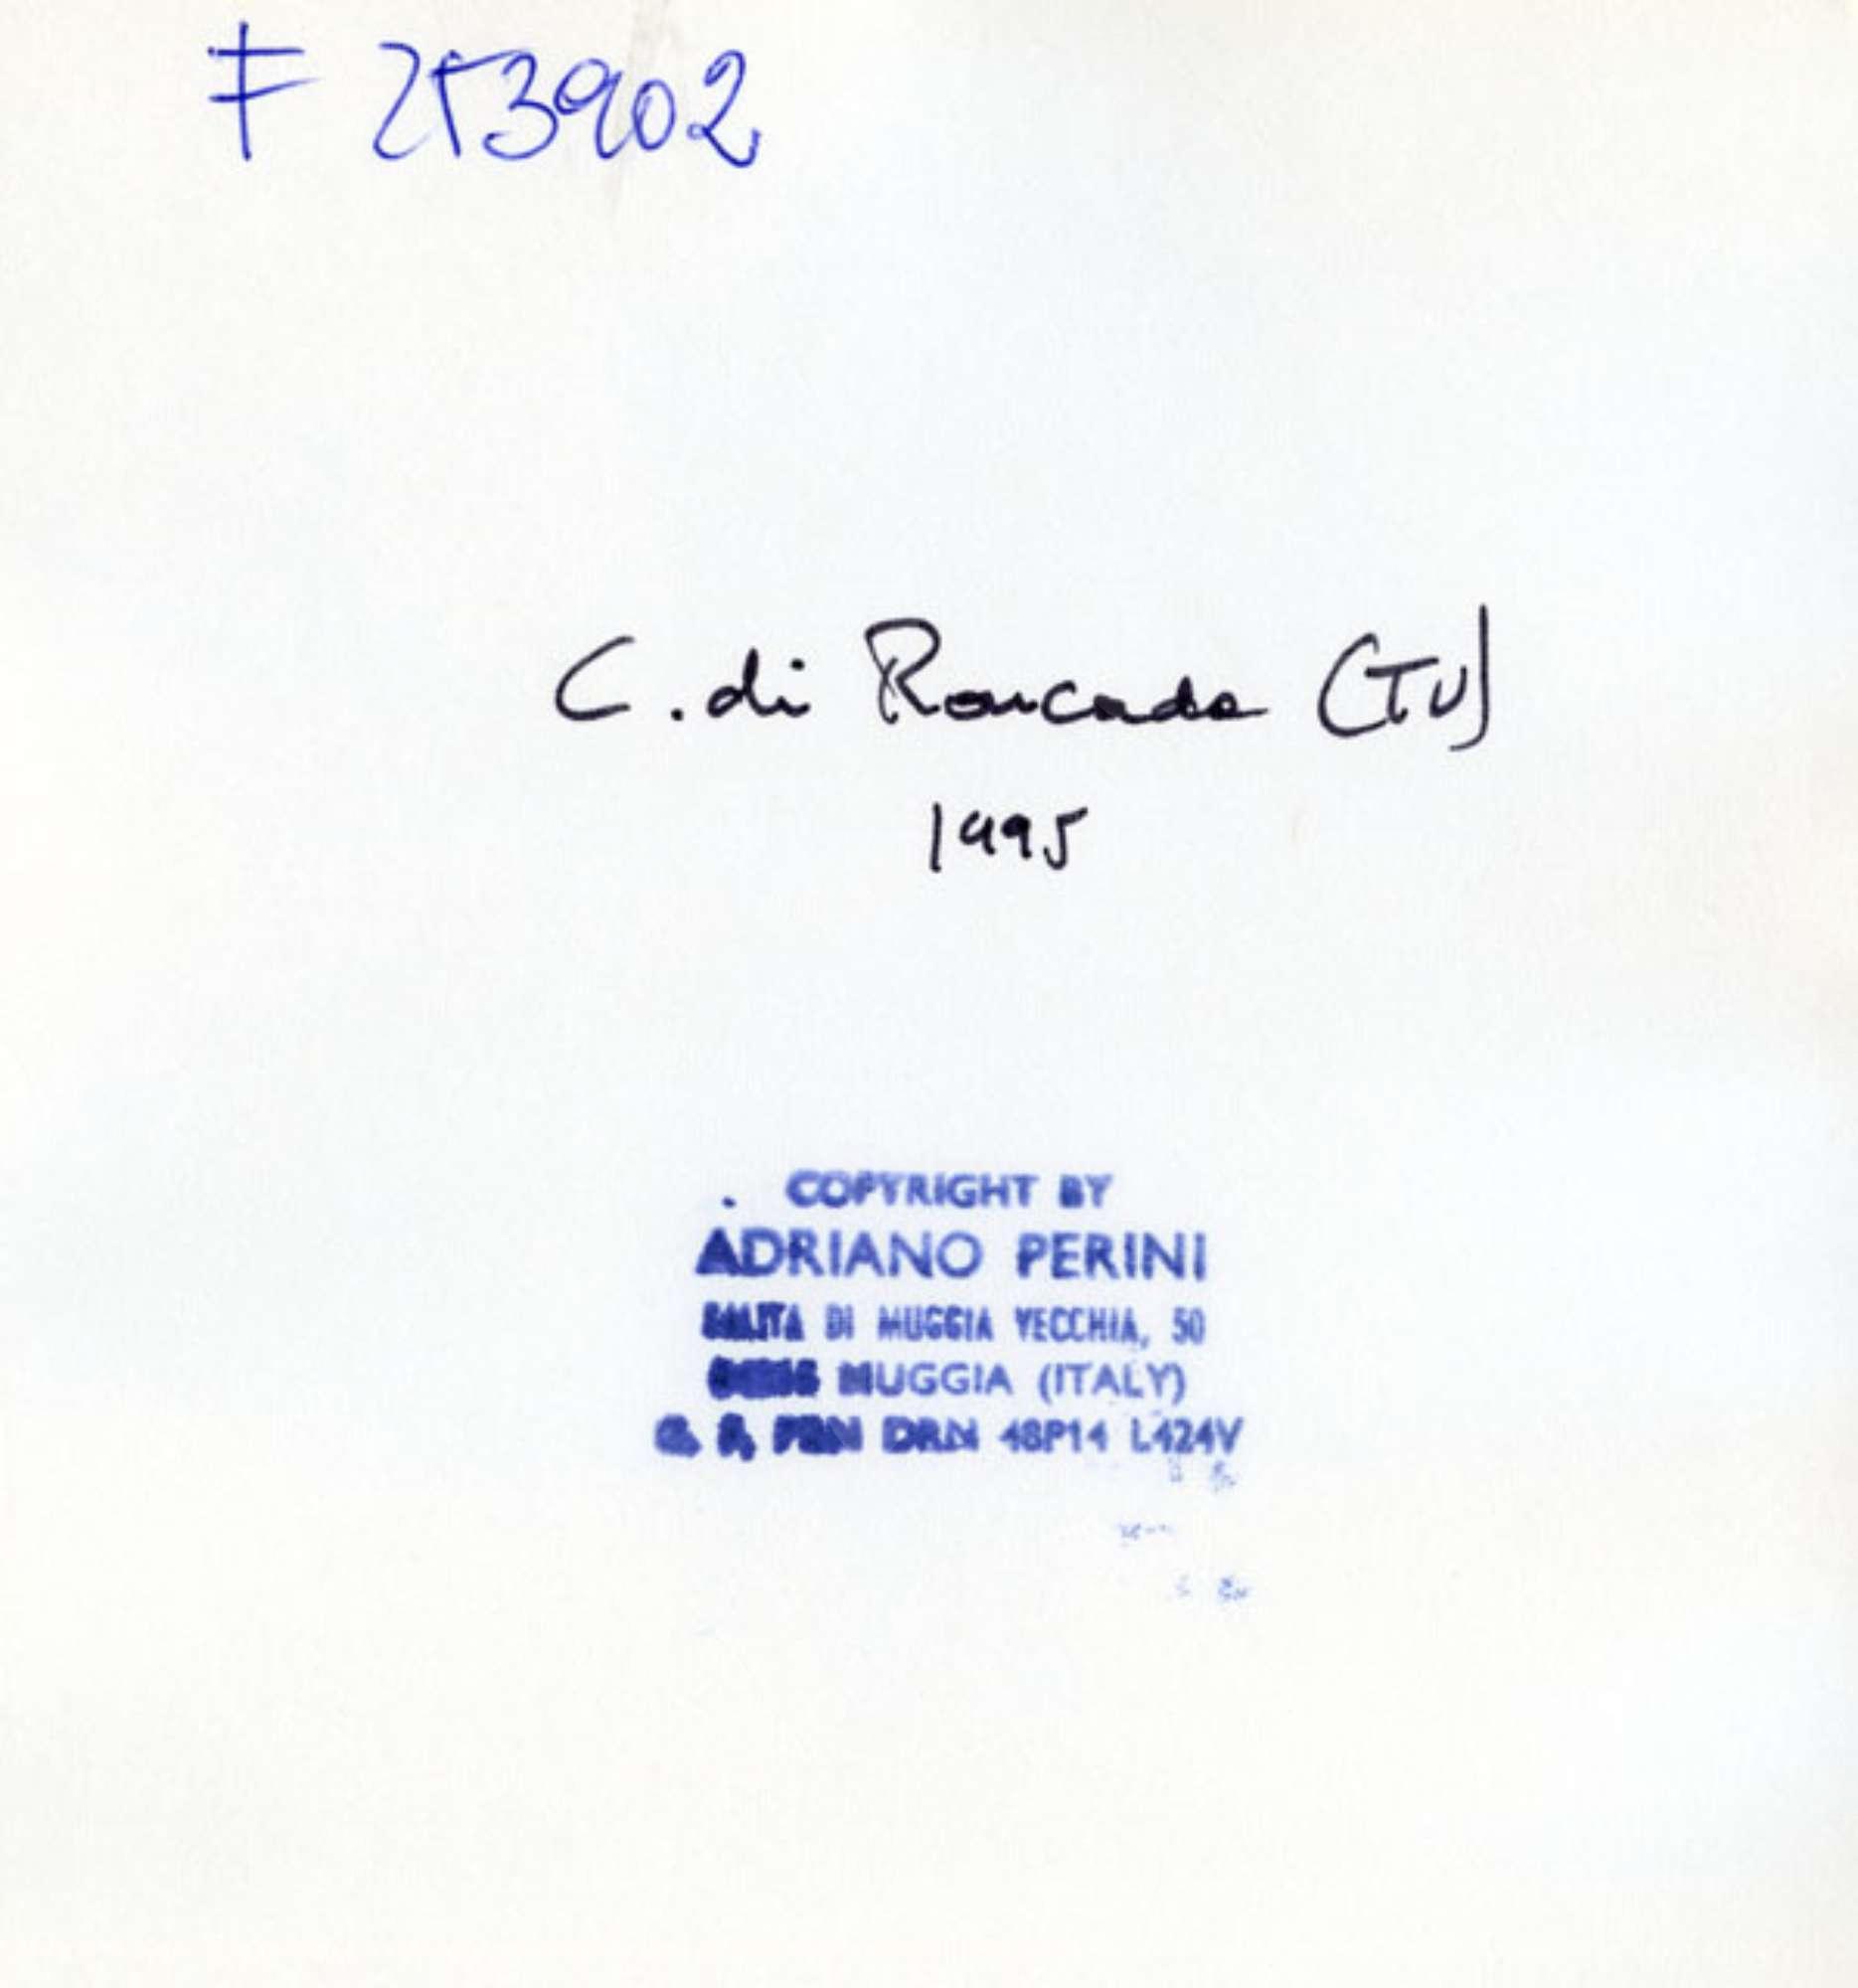 F 253902
C. di Roncade (TV)
1995
COPYRIGHT BY
ADRIANO PERINI
SALITA DI MUGGIA VECCHIA, 50
MUGGIA (ITALY)
C. F. PRN DRN 48P14 L424V